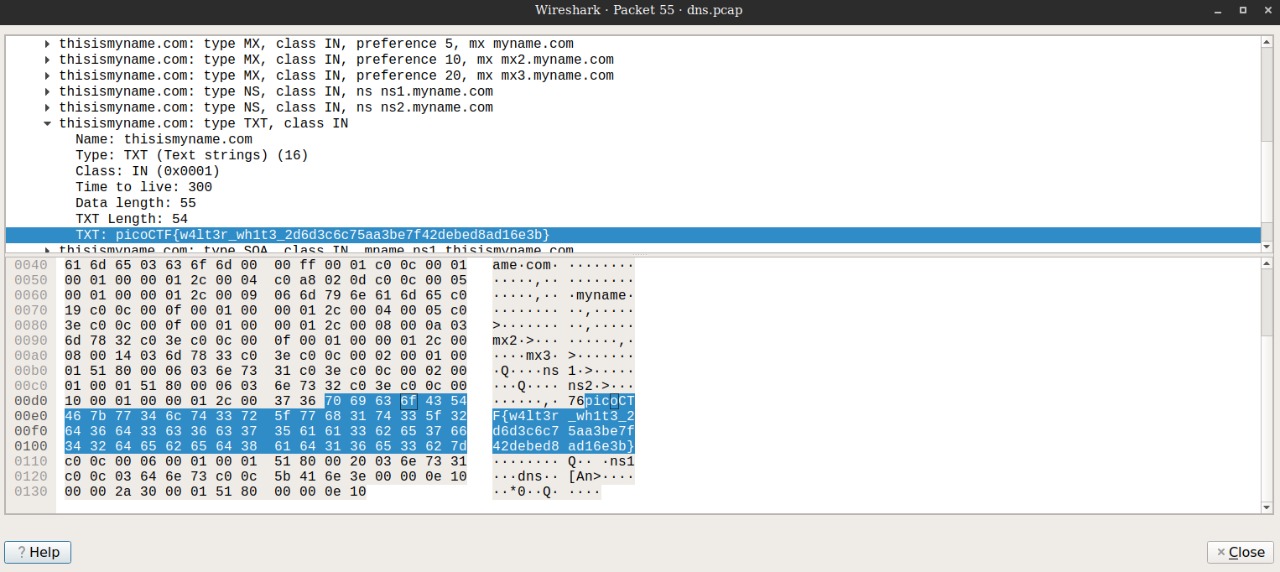 Wireshark · Packet 55 · dns.pcap
thisismyname.com: type MX, class IN, preference 5, mx myname.com
thisismyname.com: type MX, class IN, preference 10, mx mx2.myname.com
thisismyname.com: type MX, class IN, preference 20, mx mx3.myname.com
thisismyname.com: type NS, class IN, ns ns1.myname.com
thisismyname.com: type NS, class IN, ns ns2.myname.com
thisismyname.com: type TXT, class IN
Name: thisismyname.com
Type: TXT (Text strings) (16)
Class: IN (0x0001)
Time to live: 300
Data length: 55
TXT Length: 54
TXT: picoCTF{w4lt3r_wh1t3_2d6d3c6c75aa3be7f42debed8ad16e3b}
thisismyname.com: type SOA, class IN, mname ns1.thisismyname.com
0040 61 6d 65 03 63 6f 6d 00 00 ff 00 01 c0 0c 00 01 ame·com· ········
0050 00 01 00 00 01 2c 00 04 c0 a8 02 0d c0 0c 00 05 ·····,·· ········
0060 00 01 00 00 01 2c 00 09 06 6d 79 6e 61 6d 65 c0 ·····,·· ·myname·
0070 19 c0 0c 00 0f 00 01 00 00 01 2c 00 04 00 05 c0 ········ ··,·····
0080 3e c0 0c 00 0f 00 01 00 00 01 2c 00 08 00 0a 03 >······· ··,·····
0090 6d 78 32 c0 3e c0 0c 00 0f 00 01 00 00 01 2c 00 mx2·>··· ······,·
00a0 08 00 14 03 6d 78 33 c0 3e c0 0c 00 02 00 01 00 ····mx3· >·······
00b0 01 51 80 00 06 03 6e 73 31 c0 3e c0 0c 00 02 00 ·Q····ns 1·>·····
00c0 01 00 01 51 80 00 06 03 6e 73 32 c0 3e c0 0c 00 ···Q···· ns2·>···
00d0 10 00 01 00 00 01 2c 00 37 36 70 69 63 6f 43 54 ······,· 76picoCT
00e0 46 7b 77 34 6c 74 33 72 5f 77 68 31 74 33 5f 32 F{w4lt3r _wh1t3_2
00f0 64 36 64 33 63 36 63 37 35 61 61 33 62 65 37 66 d6d3c6c7 5aa3be7f
0100 34 32 64 65 62 65 64 38 61 64 31 36 65 33 62 7d 42debed8 ad16e3b}
0110 c0 0c 00 06 00 01 00 01 51 80 00 20 03 6e 73 31 ········ Q·· ·ns1
0120 c0 0c 03 64 6e 73 c0 0c 5b 41 6e 3e 00 00 0e 10 ···dns·· [An>····
0130 00 00 2a 30 00 01 51 80 00 00 0e 10 ··*0··Q· ····
Help
Close